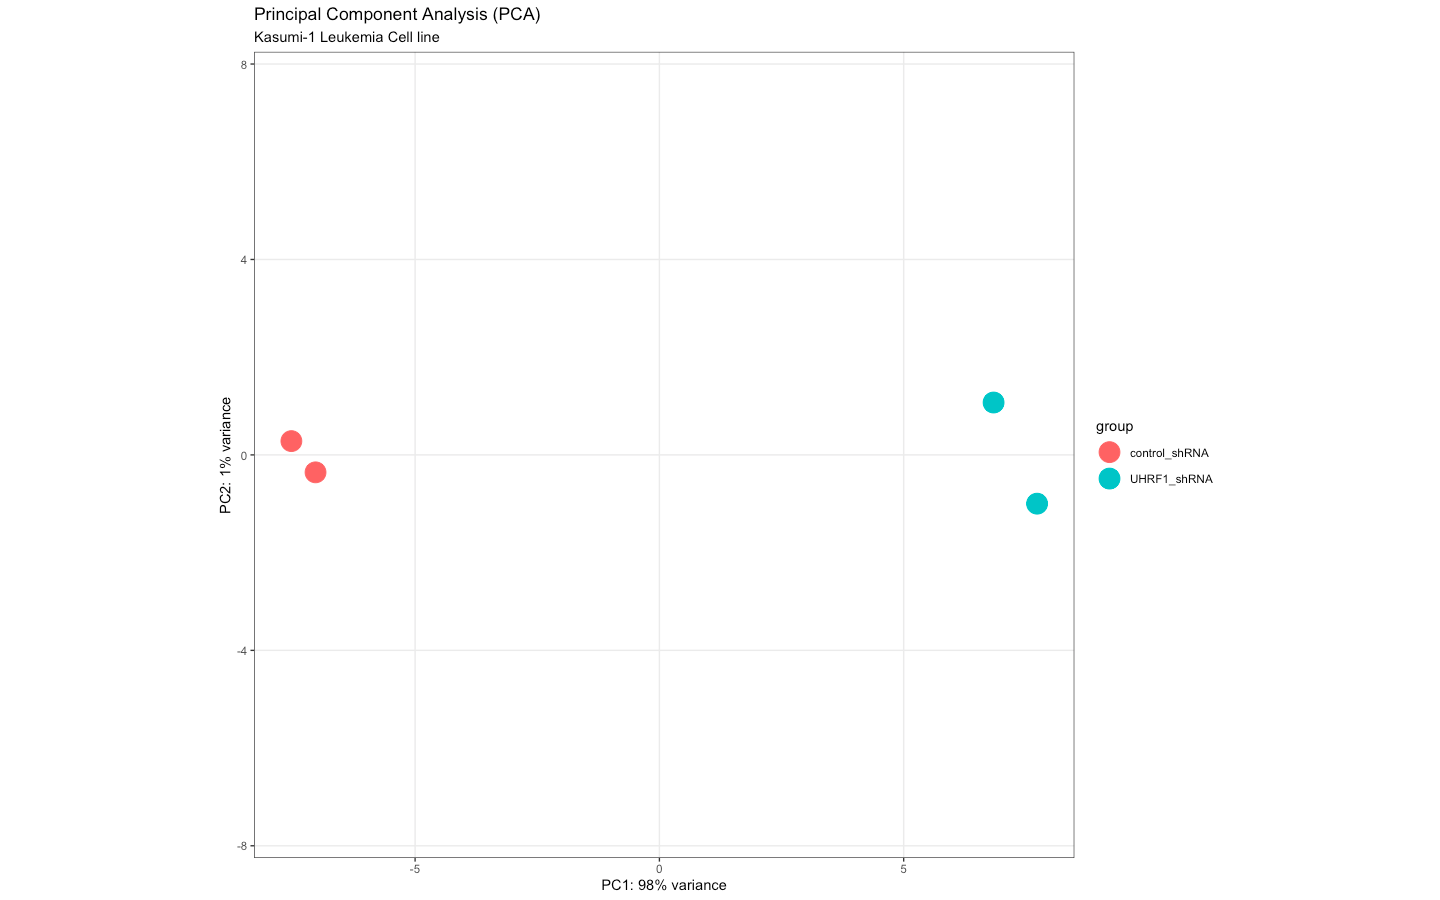 Principal Component Analysis (PCA)
Kasumi-1 Leukemia Cell line
8
4
0
-4
-8
PC2: 1% variance
-5
0
5
PC1: 98% variance
group
control_shRNA
UHRF1_shRNA